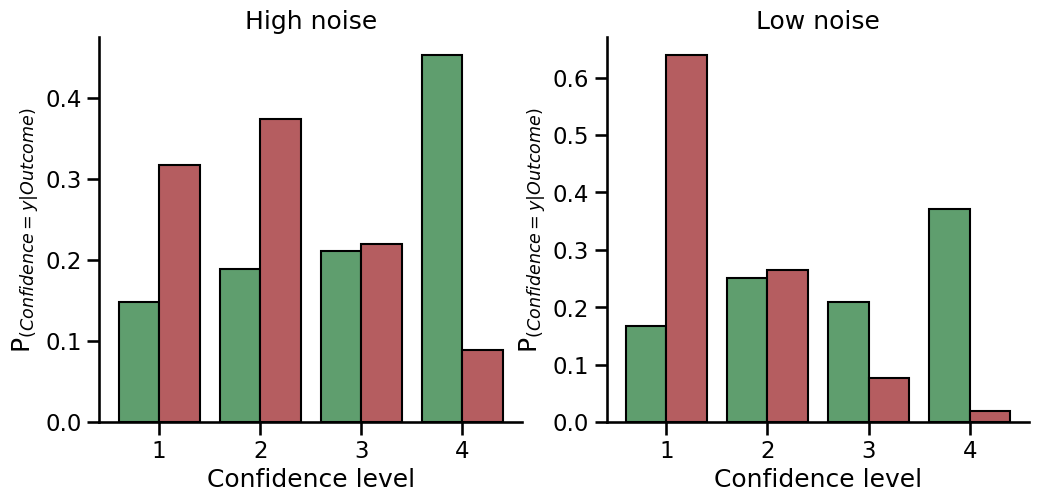 High noise
P(Confidence = y|Outcome)
0.4
0.3
0.2
0.1
0.0
1 2 3 4
Confidence level
Low noise
P(Confidence = y|Outcome)
0.6
0.5
0.4
0.3
0.2
0.1
0.0
1 2 3 4
Confidence level